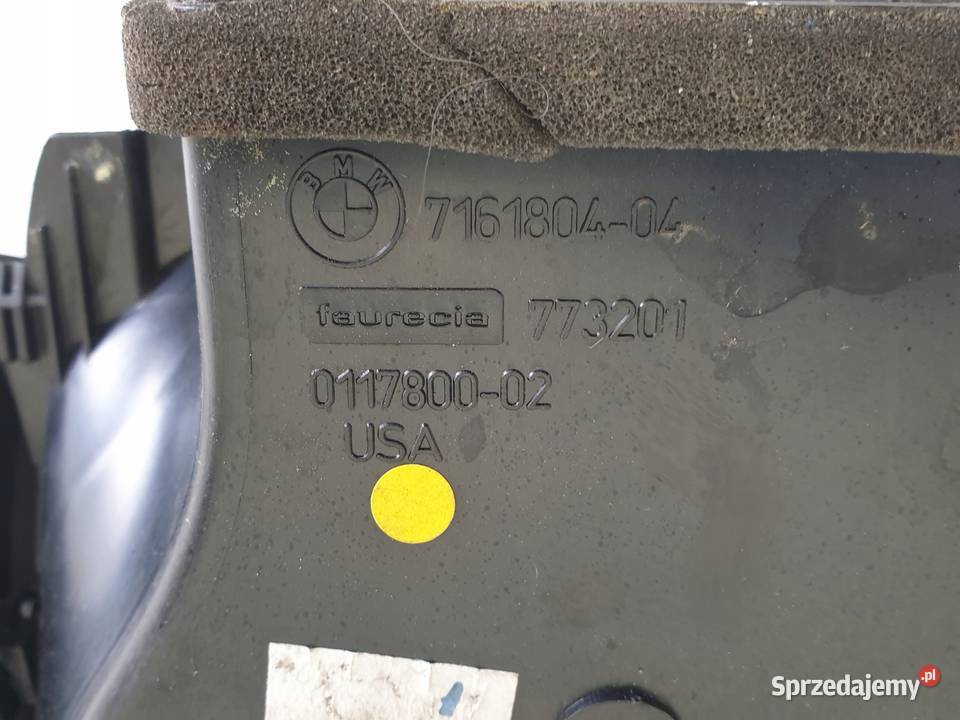 BMW 7161804-04
faurecia 773201
0117800-02
USA
Sprzedajemy.pl